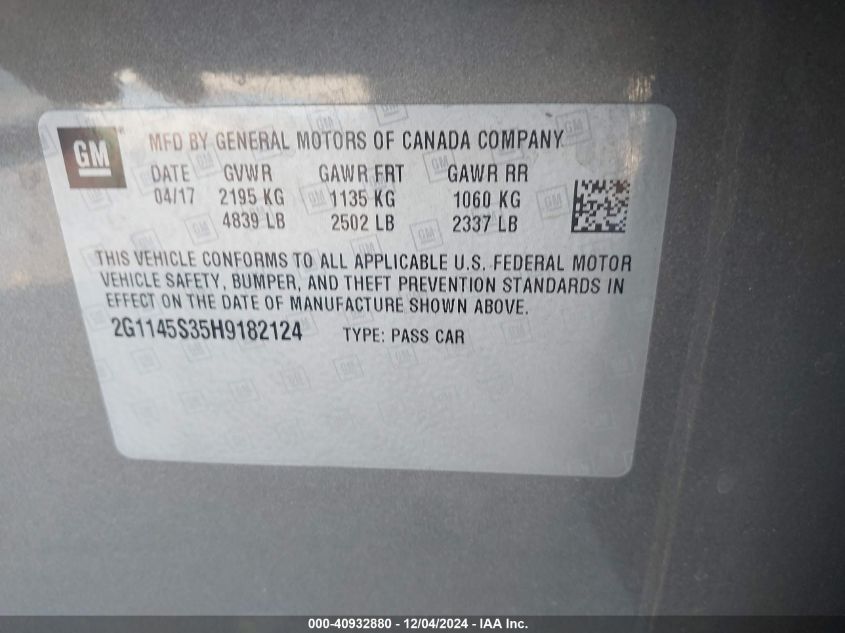 GM
MFD BY GENERAL MOTORS OF CANADA COMPANY
DATE GVWR GAWR FRT GAWR RR
04/17 2195 KG 1135 KG 1060 KG
4839 LB 2502 LB 2337 LB
THIS VEHICLE CONFORMS TO ALL APPLICABLE U.S. FEDERAL MOTOR
VEHICLE SAFETY, BUMPER, AND THEFT PREVENTION STANDARDS IN
EFFECT ON THE DATE OF MANUFACTURE SHOWN ABOVE.
2G1145S35H9182124 TYPE: PASS CAR
000-40932880 - 12/04/2024 - IAA Inc.